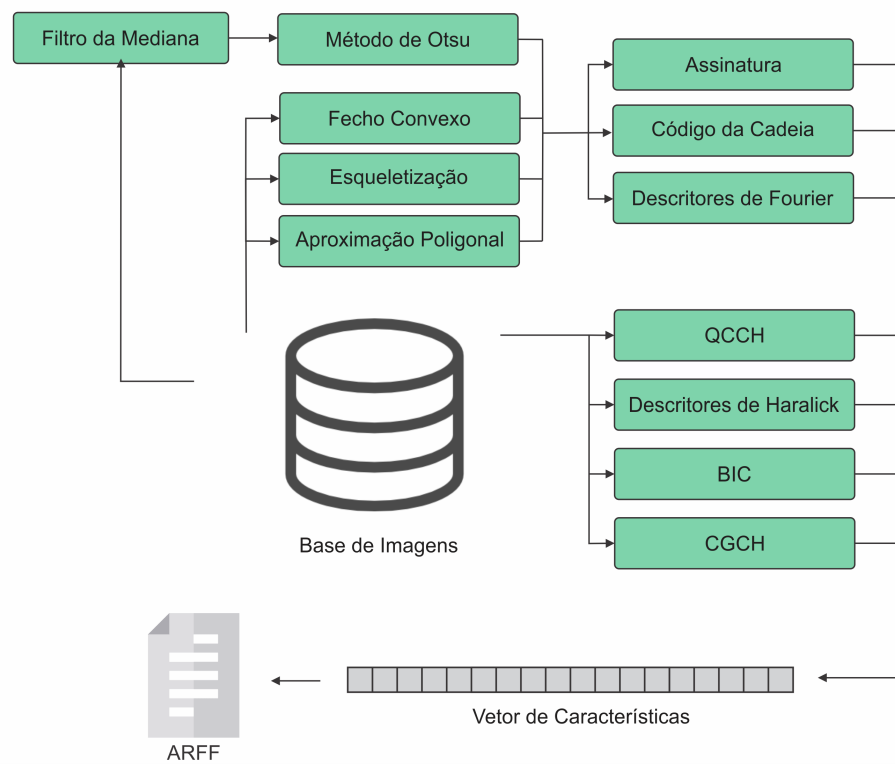 Filtro da Mediana
Método de Otsu
Fecho Convexo
Esqueletização
Aproximação Poligonal
Assinatura
Código da Cadeia
Descritores de Fourier
QCCH
Descritores de Haralick
BIC
CGCH
Base de Imagens
Vetor de Características
ARFF